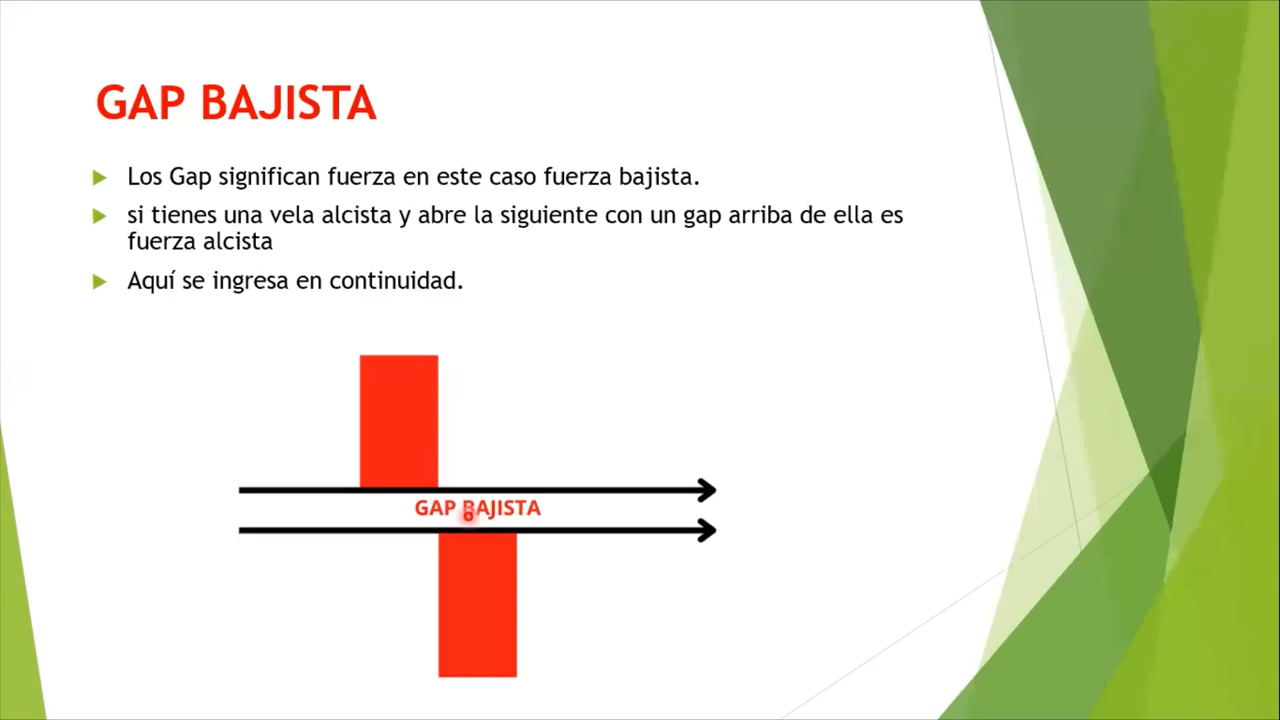 GAP BAJISTA
Los Gap significan fuerza en este caso fuerza bajista.
si tienes una vela alcista y abre la siguiente con un gap arriba de ella es
fuerza alcista
Aquí se ingresa en continuidad.
GAP BAJISTA